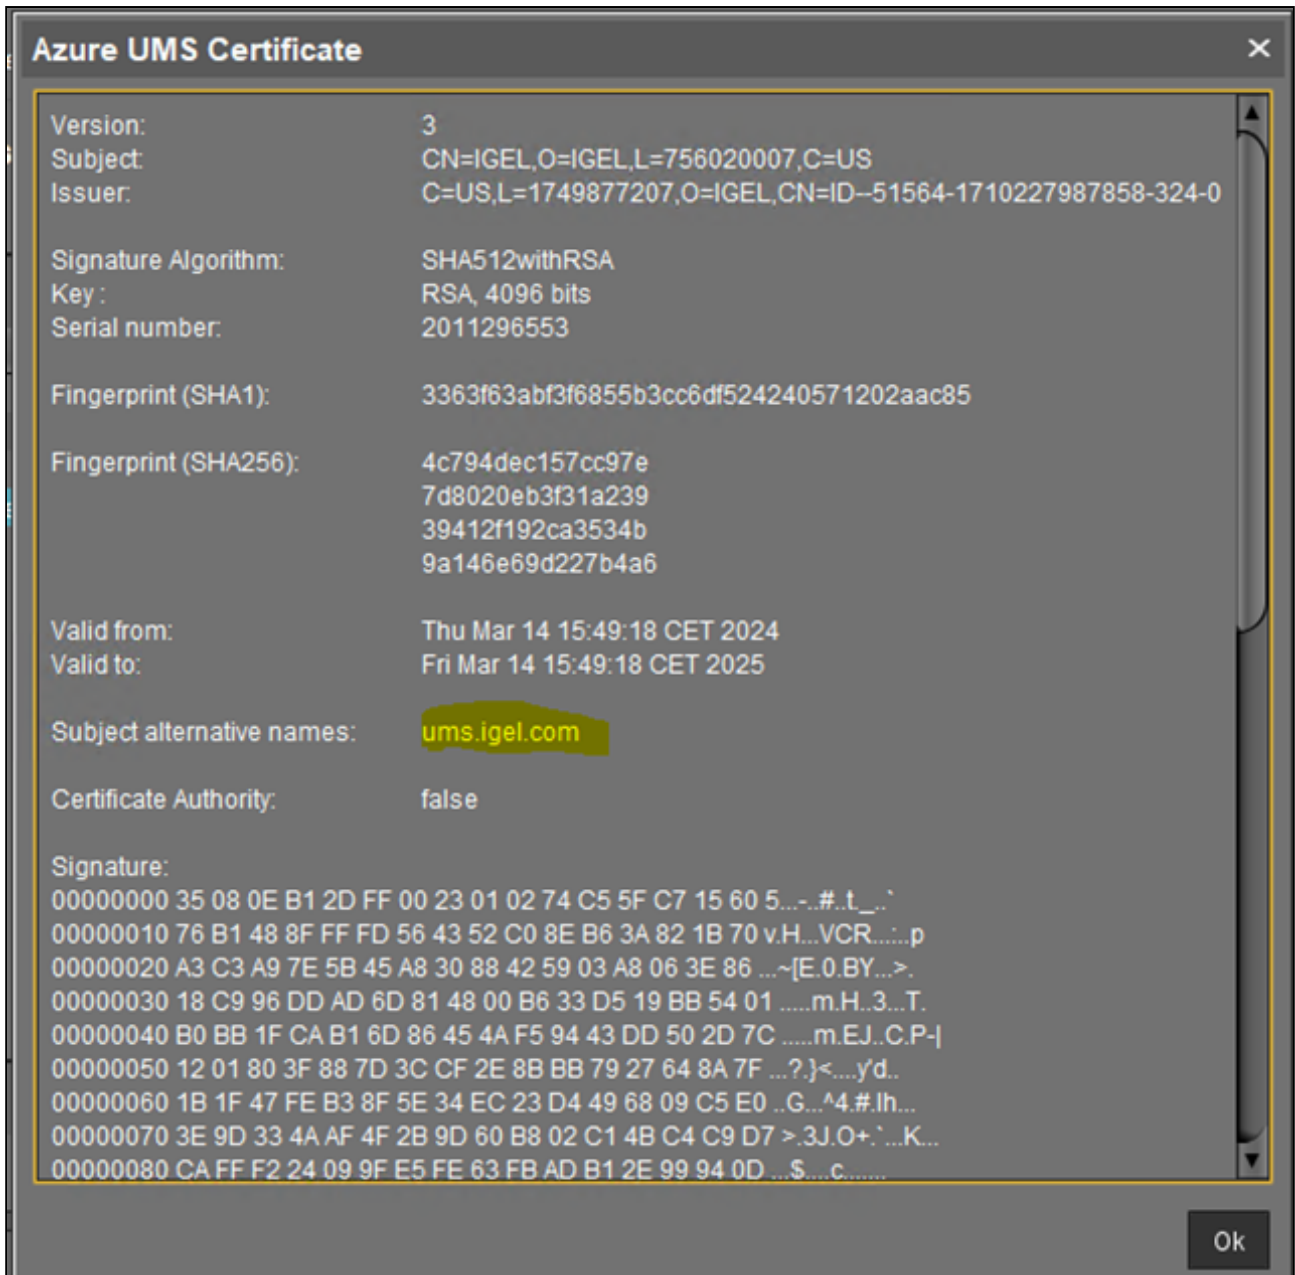 Azure UMS Certificate
Version: 3
Subject: CN=IGEL,O=IGEL,L=756020007,C=US
Issuer: C=US,L=1749877207,O=IGEL,CN=ID--51564-1710227987858-324-0
Signature Algorithm: SHA512withRSA
Key : RSA, 4096 bits
Serial number: 2011296553
Fingerprint (SHA1): 3363f63abf3f6855b3cc6df524240571202aac85
Fingerprint (SHA256): 4c794dec157cc97e
7d8020eb3f31a239
39412f192ca3534b
9a146e69d227b4a6
Valid from: Thu Mar 14 15:49:18 CET 2024
Valid to: Fri Mar 14 15:49:18 CET 2025
Subject alternative names: ums.igel.com
Certificate Authority: false
Signature:
00000000 35 08 0E B1 2D FF 00 23 01 02 74 C5 5F C7 15 60 5...-..#..t._..`
00000010 76 B1 48 8F FF FD 56 43 52 C0 8E B6 3A 82 1B 70 v.H...VCR...:..p
00000020 A3 C3 A9 7E 5B 45 A8 30 88 42 59 03 A8 06 3E 86 ...~[E.0.BY...>.
00000030 18 C9 96 DD AD 6D 81 48 00 B6 33 D5 19 BB 54 01 .....m.H..3...T.
00000040 B0 BB 1F CA B1 6D 86 45 4A F5 94 43 DD 50 2D 7C .....m.EJ..C.P-|
00000050 12 01 80 3F 88 7D 3C CF 2E 8B BB 79 27 64 8A 7F ...?.}<....y'd..
00000060 1B 1F 47 FE B3 8F 5E 34 EC 23 D4 49 68 09 C5 E0 ..G...^4.#.Ih...
00000070 3E 9D 33 4A AF 4F 2B 9D 60 B8 02 C1 4B C4 C9 D7 >.3J.O+.`...K...
00000080 CA FF F2 24 09 9F E5 FE 63 FB AD B1 2E 99 94 0D ...$....c.......
Ok